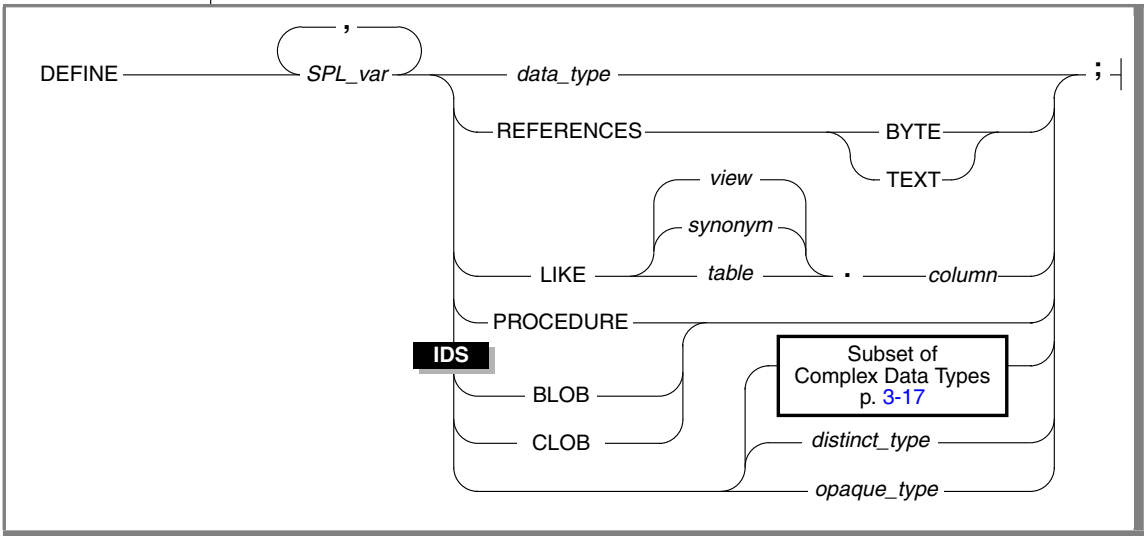 ,
DEFINE SPL_var data_type ;
REFERENCES BYTE
TEXT
view
synonym
LIKE table . column
PROCEDURE
IDS
Subset of
Complex Data Types
p. 3-17
BLOB
CLOB
distinct_type
opaque_type